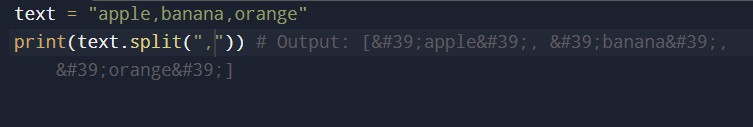 text = "apple,banana,orange"
print(text.split(",")) # Output: [&#39;apple&#39;, &#39;banana&#39;,
&#39;orange&#39;]